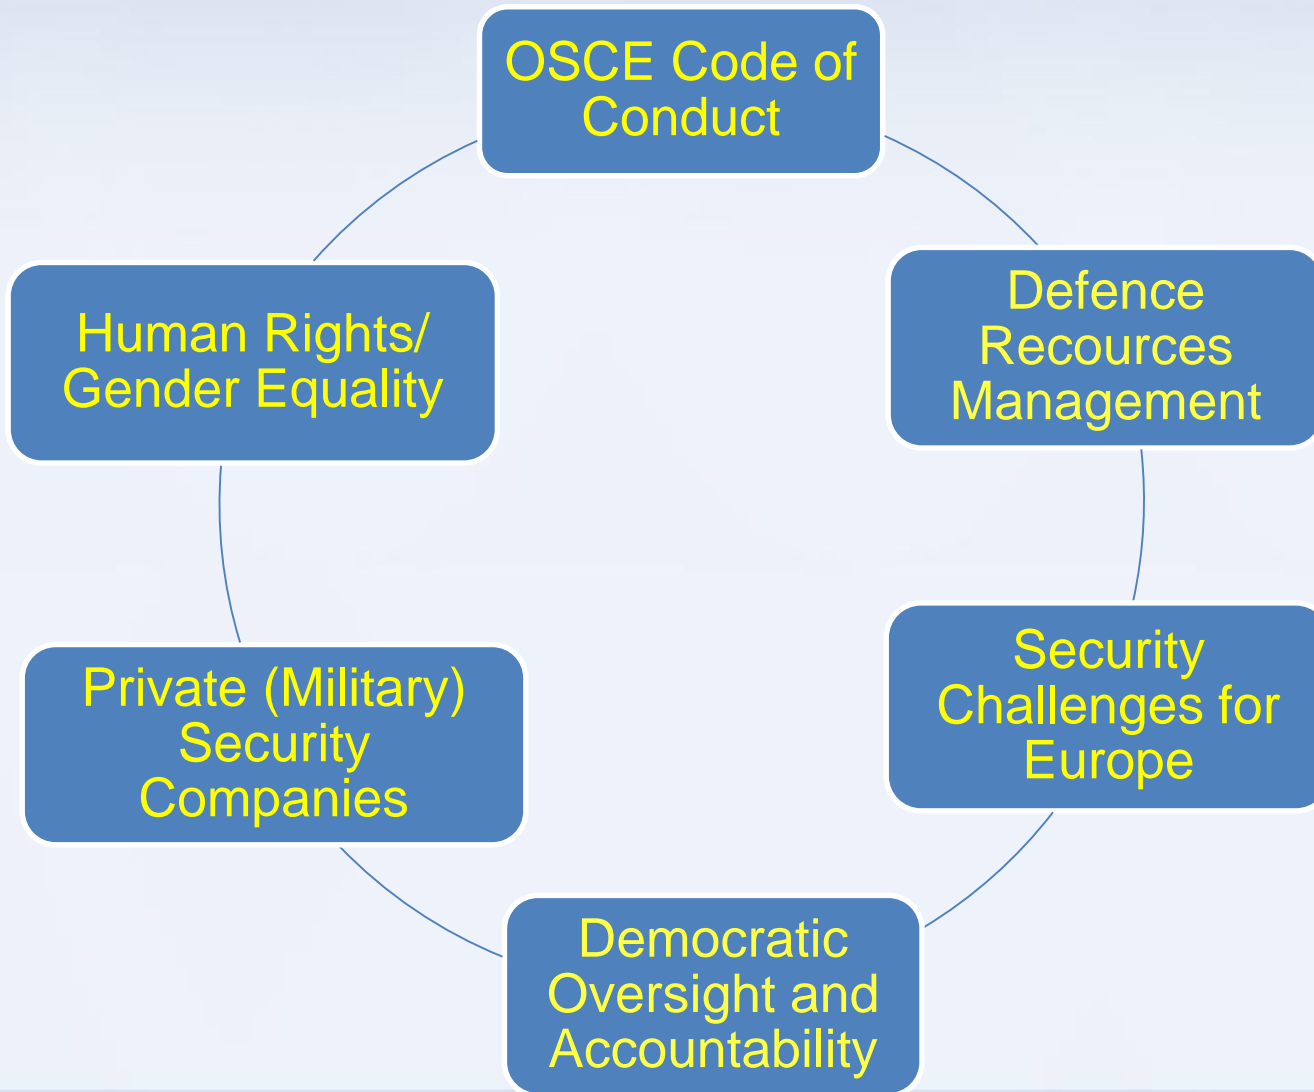 OSCE Code of
Conduct
Defence
Recources
Management
Security
Challenges for
Europe
Democratic
Oversight and
Accountability
Private (Military)
Security
Companies
Human Rights/
Gender Equality